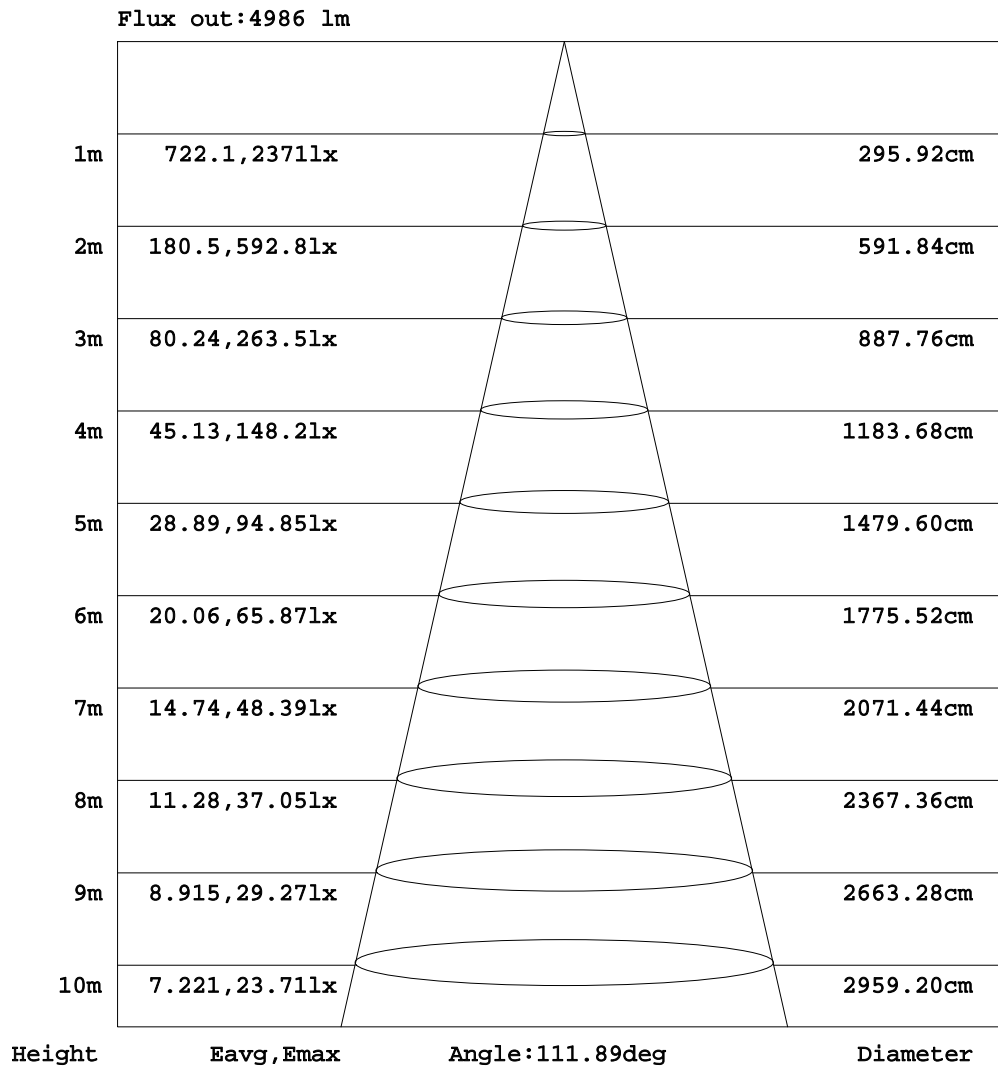 Flux out:4986 lm
1m 722.1,2371lx 295.92cm
2m 180.5,592.8lx 591.84cm
3m 80.24,263.5lx 887.76cm
4m 45.13,148.2lx 1183.68cm
5m 28.89,94.85lx 1479.60cm
6m 20.06,65.87lx 1775.52cm
7m 14.74,48.39lx 2071.44cm
8m 11.28,37.05lx 2367.36cm
9m 8.915,29.27lx 2663.28cm
10m 7.221,23.71lx 2959.20cm
Height Eavg,Emax Angle:111.89deg Diameter